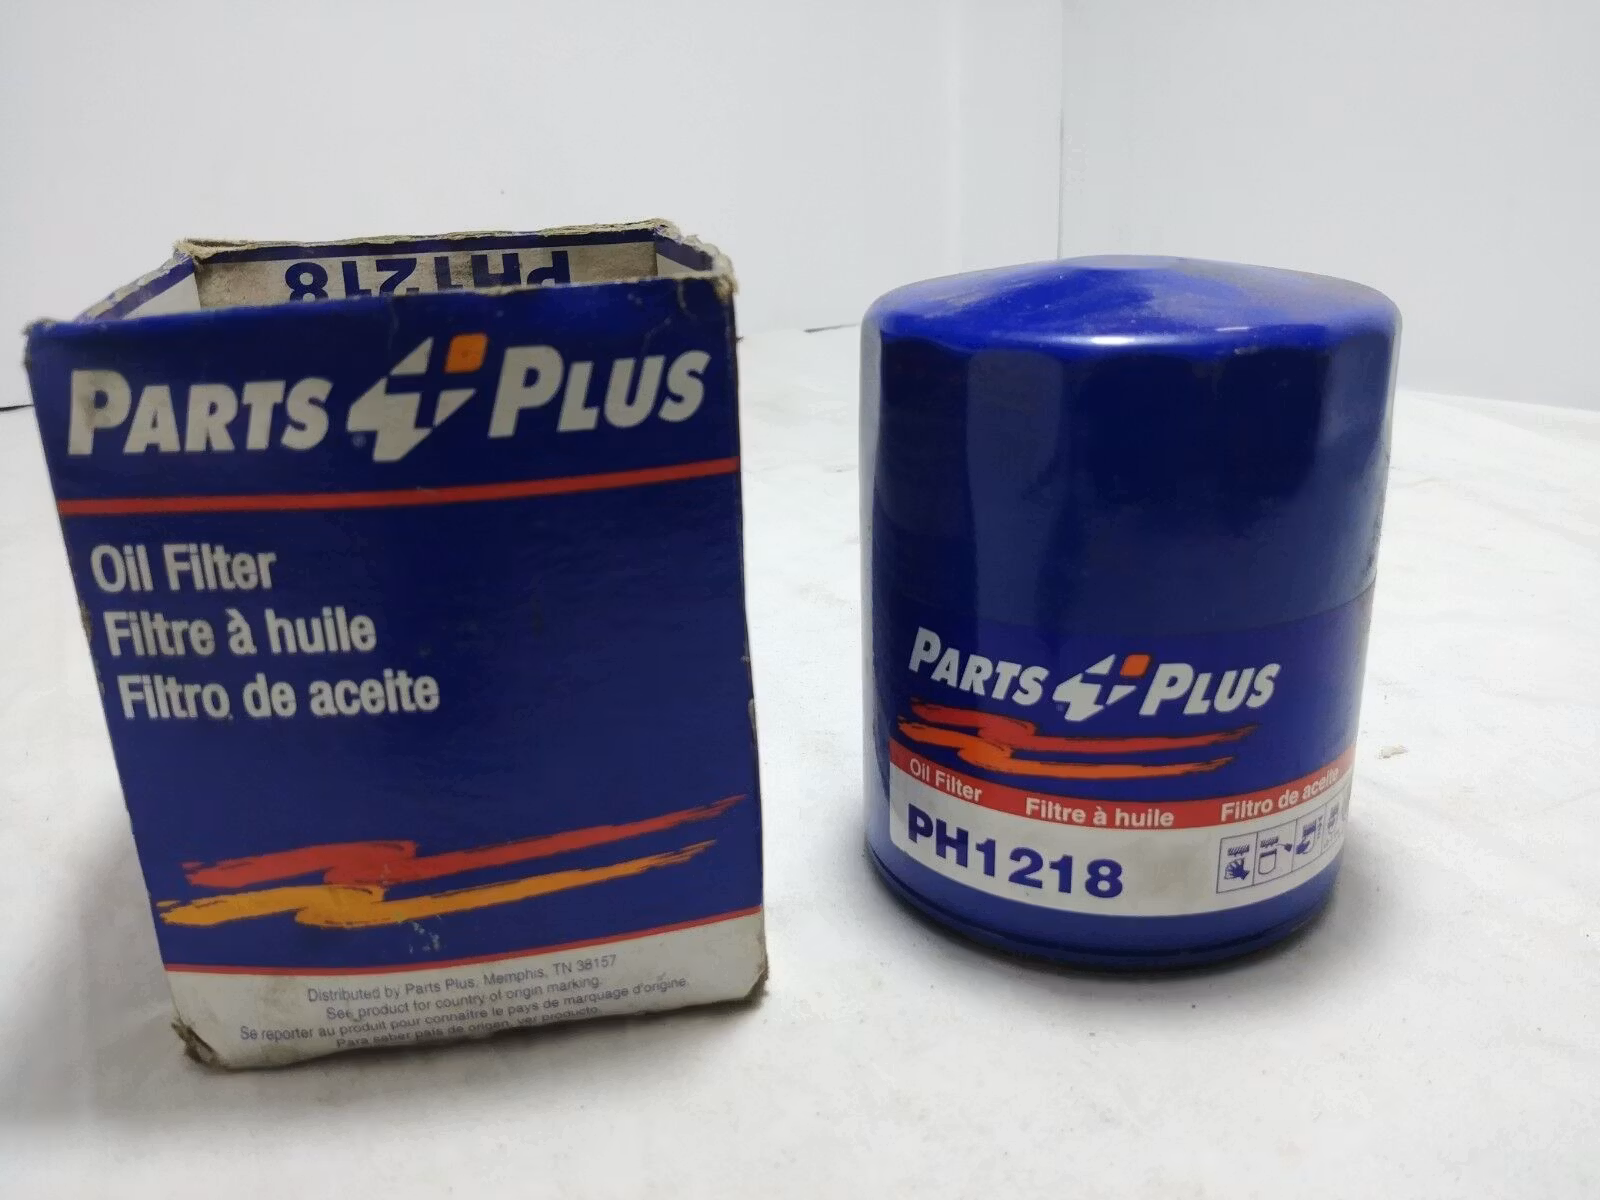 PH1218
PARTS PLUS
Oil Filter
Filtre à huile
Filtro de aceite
Distributed by Parts Plus, Memphis, TN 38157
See product for country of origin marking.
Se reporter au produit pour connaître le pays de marquage d'origine.
Para saber país de origen, ver producto.
PARTS PLUS
Oil Filter Filtre à huile Filtro de aceite
PH1218